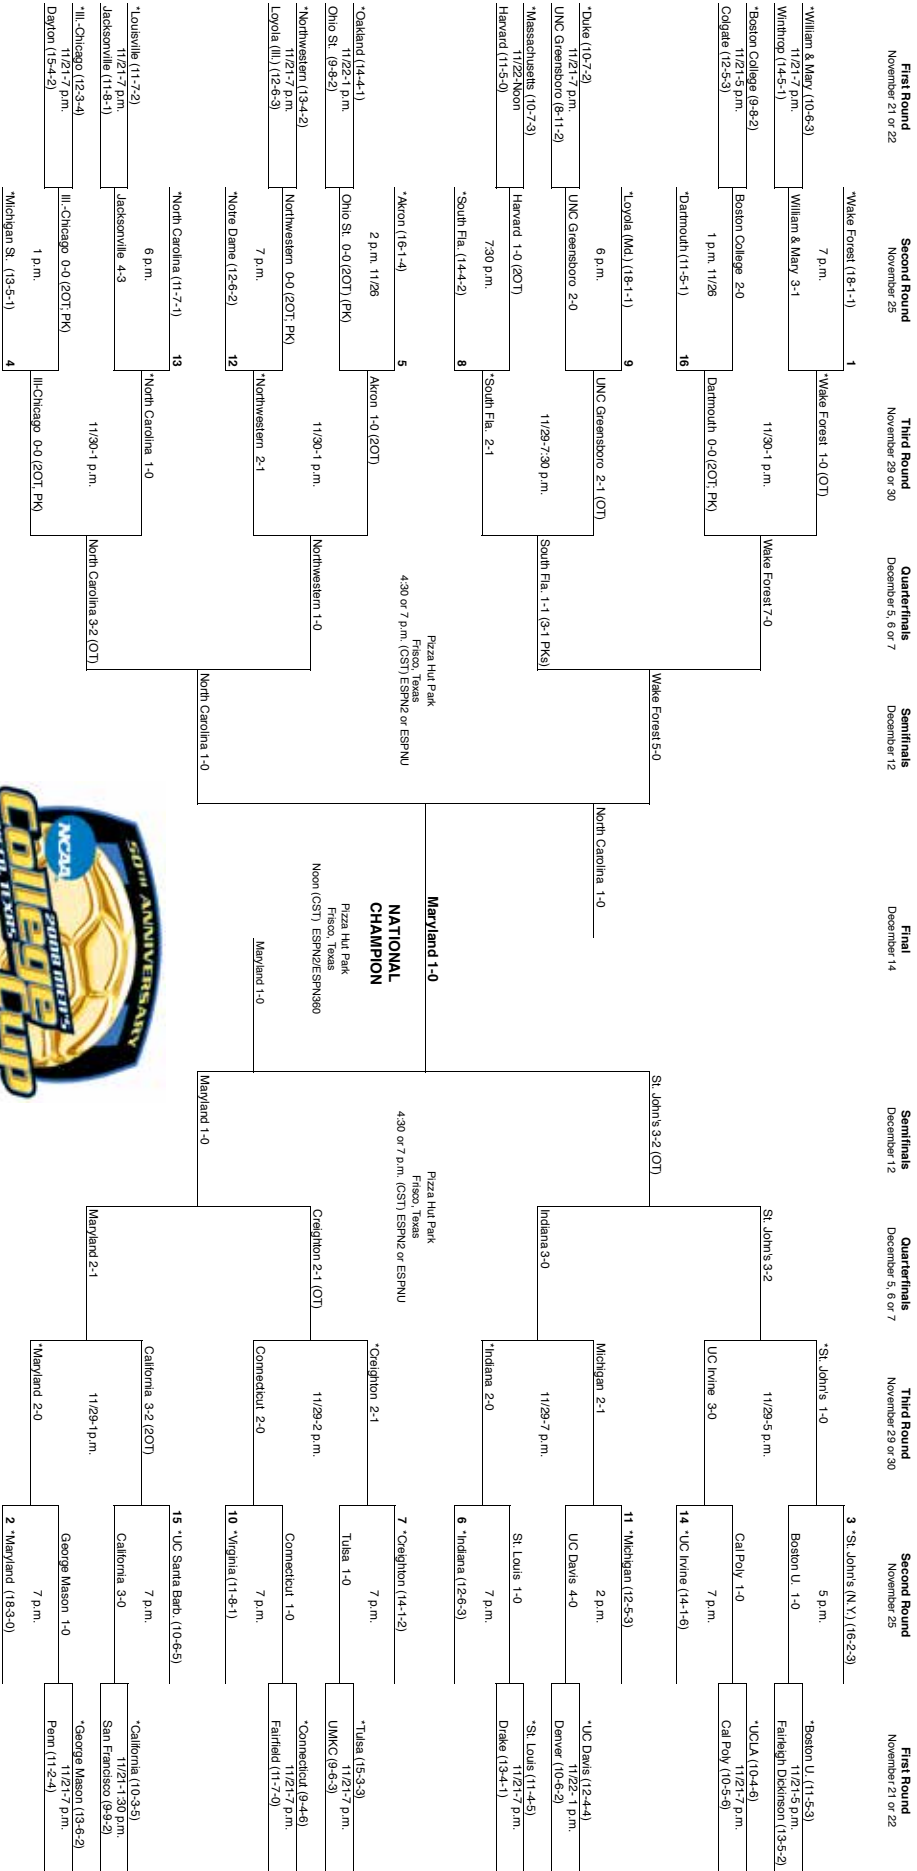 First Round
November 21 or 22
Second Round
November 25
Third Round
November 29 or 30
Quarterfinals
December 5, 6 or 7
Semifinals
December 12
Final
December 14
Semifinals
December 12
Quarterfinals
December 5, 6 or 7
Third Round
November 29 or 30
Second Round
November 25
First Round
November 21 or 22
*William & Mary (10-6-3)
11/21-7 p.m.
Winthrop (14-5-1)
*Boston College (9-8-2)
11/21-5 p.m.
Colgate (12-5-3)
*Duke (10-7-2)
11/21-7 p.m.
UNC Greensboro (8-11-2)
*Massachusetts (10-7-3)
11/22-Noon
Harvard (11-5-0)
*Oakland (14-4-1)
11/22-1 p.m.
Ohio St. (9-8-2)
*Northwestern (13-4-2)
11/21-7 p.m.
Loyola (Ill.) (12-6-3)
*Louisville (11-7-2)
11/21-7 p.m.
Jacksonville (11-8-1)
*Ill.-Chicago (12-3-4)
11/21-7 p.m.
Dayton (15-4-2)
*Wake Forest (18-1-1)
1
7 p.m.
William & Mary 3-1
Boston College 2-0
1 p.m. 11/26
*Dartmouth (11-5-1)
16
*Loyola (Md.) (18-1-1)
9
6 p.m.
UNC Greensboro 2-0
Harvard 1-0 (2OT)
7:30 p.m.
*South Fla. (14-4-2)
8
*Akron (16-1-4)
5
2 p.m. 11/26
Ohio St. 0-0 (2OT) (PK)
Northwestern 0-0 (2OT; PK)
7 p.m.
*Notre Dame (12-6-2)
12
*North Carolina (11-7-1)
13
6 p.m.
Jacksonville 4-3
Ill.-Chicago 0-0 (2OT; PK)
1 p.m.
*Michigan St. (13-5-1)
4
*Wake Forest 1-0 (OT)
11/30-1 p.m.
Dartmouth 0-0 (2OT; PK)
UNC Greensboro 2-1 (OT)
11/29-7:30 p.m.
*South Fla. 2-1
Akron 1-0 (2OT)
11/30-1 p.m.
*Northwestern 2-1
*North Carolina 1-0
11/30-1 p.m.
Ill-Chicago 0-0 (2OT, PK)
Wake Forest 7-0
South Fla. 1-1 (3-1 PKs)
Northwestern 1-0
North Carolina 3-2 (OT)
Pizza Hut Park
Frisco, Texas
4:30 or 7 p.m. (CST) ESPN2 or ESPNU
Wake Forest 5-0
North Carolina 1-0
North Carolina 1-0
Maryland 1-0
NATIONAL
CHAMPION
Pizza Hut Park
Frisco, Texas
Noon (CST) ESPN2/ESPN360
Maryland 1-0
50TH ANNIVERSARY
NCAA
2008 MEN'S
College Cup
St. John's 3-2 (OT)
Pizza Hut Park
Frisco, Texas
4:30 or 7 p.m. (CST) ESPN2 or ESPNU
Maryland 1-0
St. John's 3-2
Indiana 3-0
Creighton 2-1 (OT)
Maryland 2-1
*St. John's 1-0
11/29-5 p.m.
UC Irvine 3-0
Michigan 2-1
11/29-7 p.m.
*Indiana 2-0
*Creighton 2-1
11/29-2 p.m.
Connecticut 2-0
California 3-2 (2OT)
11/29-1p.m.
*Maryland 2-0
3 *St. John's (N.Y.) (16-2-3)
5 p.m.
Boston U. 1-0
Cal Poly 1-0
7 p.m.
14 *UC Irvine (14-1-6)
11 *Michigan (12-5-3)
2 p.m.
UC Davis 4-0
St. Louis 1-0
7 p.m.
6 *Indiana (12-6-3)
7 *Creighton (14-1-2)
7 p.m.
Tulsa 1-0
Connecticut 1-0
7 p.m.
10 *Virginia (11-8-1)
15 *UC Santa Barb. (10-6-5)
7 p.m.
California 3-0
George Mason 1-0
7 p.m.
2 *Maryland (18-3-0)
*Boston U. (11-5-3)
11/21-5 p.m.
Fairleigh Dickinson (13-5-2)
*UCLA (10-4-6)
11/21-7 p.m.
Cal Poly (10-5-6)
*UC Davis (12-4-4)
11/22- 1 p.m.
Denver (10-6-2)
*St. Louis (11-4-5)
11/21-7 p.m.
Drake (13-4-1)
*Tulsa (15-3-3)
11/21-7 p.m.
UMKC (9-6-3)
*Connecticut (9-4-6)
11/21-7 p.m.
Fairfield (11-7-0)
*California (10-3-5)
11/21-1:30 p.m.
San Francisco (9-9-2)
*George Mason (13-6-2)
11/21-7 p.m.
Penn (11-2-4)